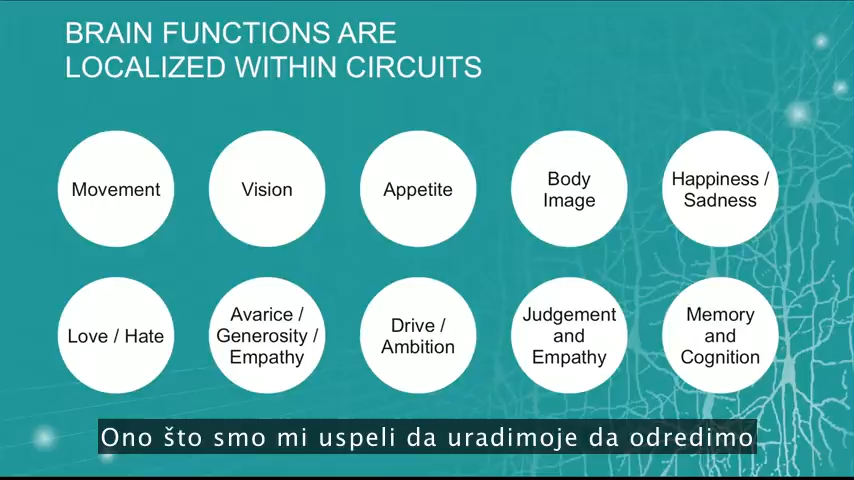 BRAIN FUNCTIONS ARE
LOCALIZED WITHIN CIRCUITS
Movement
Vision
Appetite
Body
Image
Happiness /
Sadness
Love / Hate
Avarice /
Generosity /
Empathy
Drive /
Ambition
Judgement
and
Empathy
Memory
and
Cognition
Ono što smo mi uspeli da uradimoje da odredimo